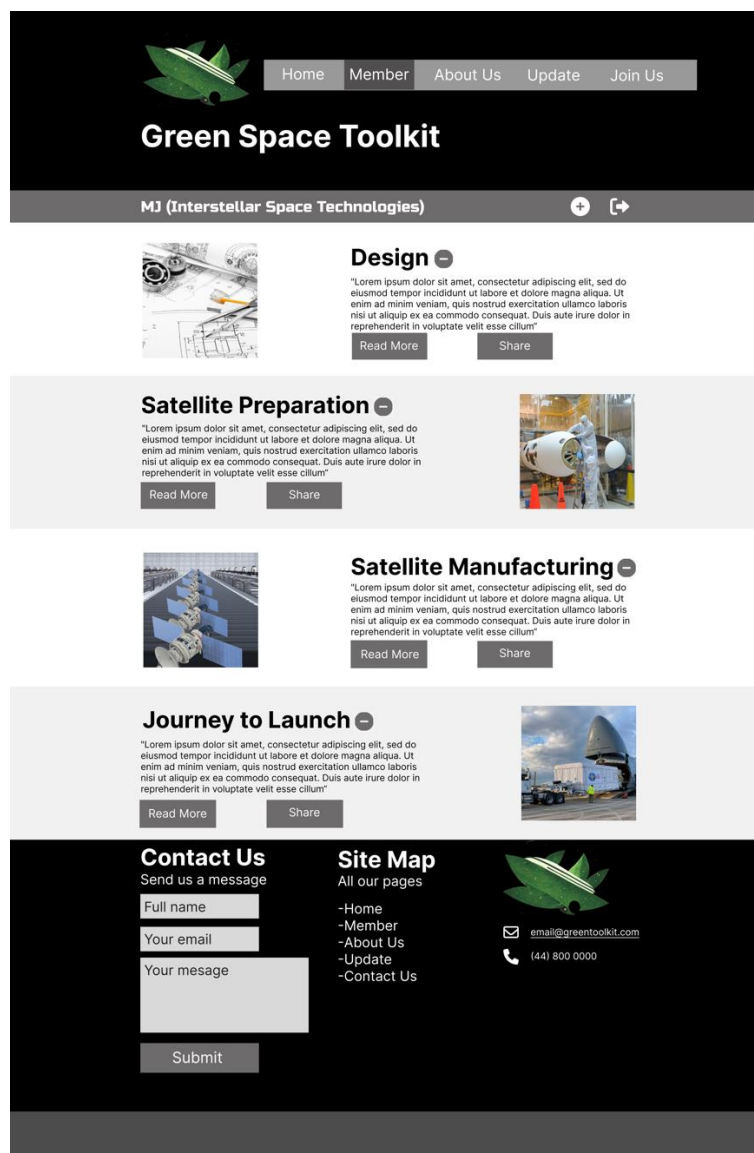 Home Member About Us Update Join Us
Green Space Toolkit
MJ (Interstellar Space Technologies)
Design
"Lorem ipsum dolor sit amet, consectetur adipiscing elit, sed do
eiusmod tempor incididunt ut labore et dolore magna aliqua. Ut
enim ad minim veniam, quis nostrud exercitation ullamco laboris
nisi ut aliquip ex ea commodo consequat. Duis aute irure dolor in
reprehenderit in voluptate velit esse cillum"
Read More Share
Satellite Preparation
"Lorem ipsum dolor sit amet, consectetur adipiscing elit, sed do
eiusmod tempor incididunt ut labore et dolore magna aliqua. Ut
enim ad minim veniam, quis nostrud exercitation ullamco laboris
nisi ut aliquip ex ea commodo consequat. Duis aute irure dolor in
reprehenderit in voluptate velit esse cillum"
Read More Share
Satellite Manufacturing
"Lorem ipsum dolor sit amet, consectetur adipiscing elit, sed do
eiusmod tempor incididunt ut labore et dolore magna aliqua. Ut
enim ad minim veniam, quis nostrud exercitation ullamco laboris
nisi ut aliquip ex ea commodo consequat. Duis aute irure dolor in
reprehenderit in voluptate velit esse cillum"
Read More Share
Journey to Launch
"Lorem ipsum dolor sit amet, consectetur adipiscing elit, sed do
eiusmod tempor incididunt ut labore et dolore magna aliqua. Ut
enim ad minim veniam, quis nostrud exercitation ullamco laboris
nisi ut aliquip ex ea commodo consequat. Duis aute irure dolor in
reprehenderit in voluptate velit esse cillum"
Read More Share
Contact Us
Send us a message
Full name
Your email
Your mesage
Submit
Site Map
All our pages
-Home
-Member
-About Us
-Update
-Contact Us
email@greentoolkit.com
(44) 800 0000